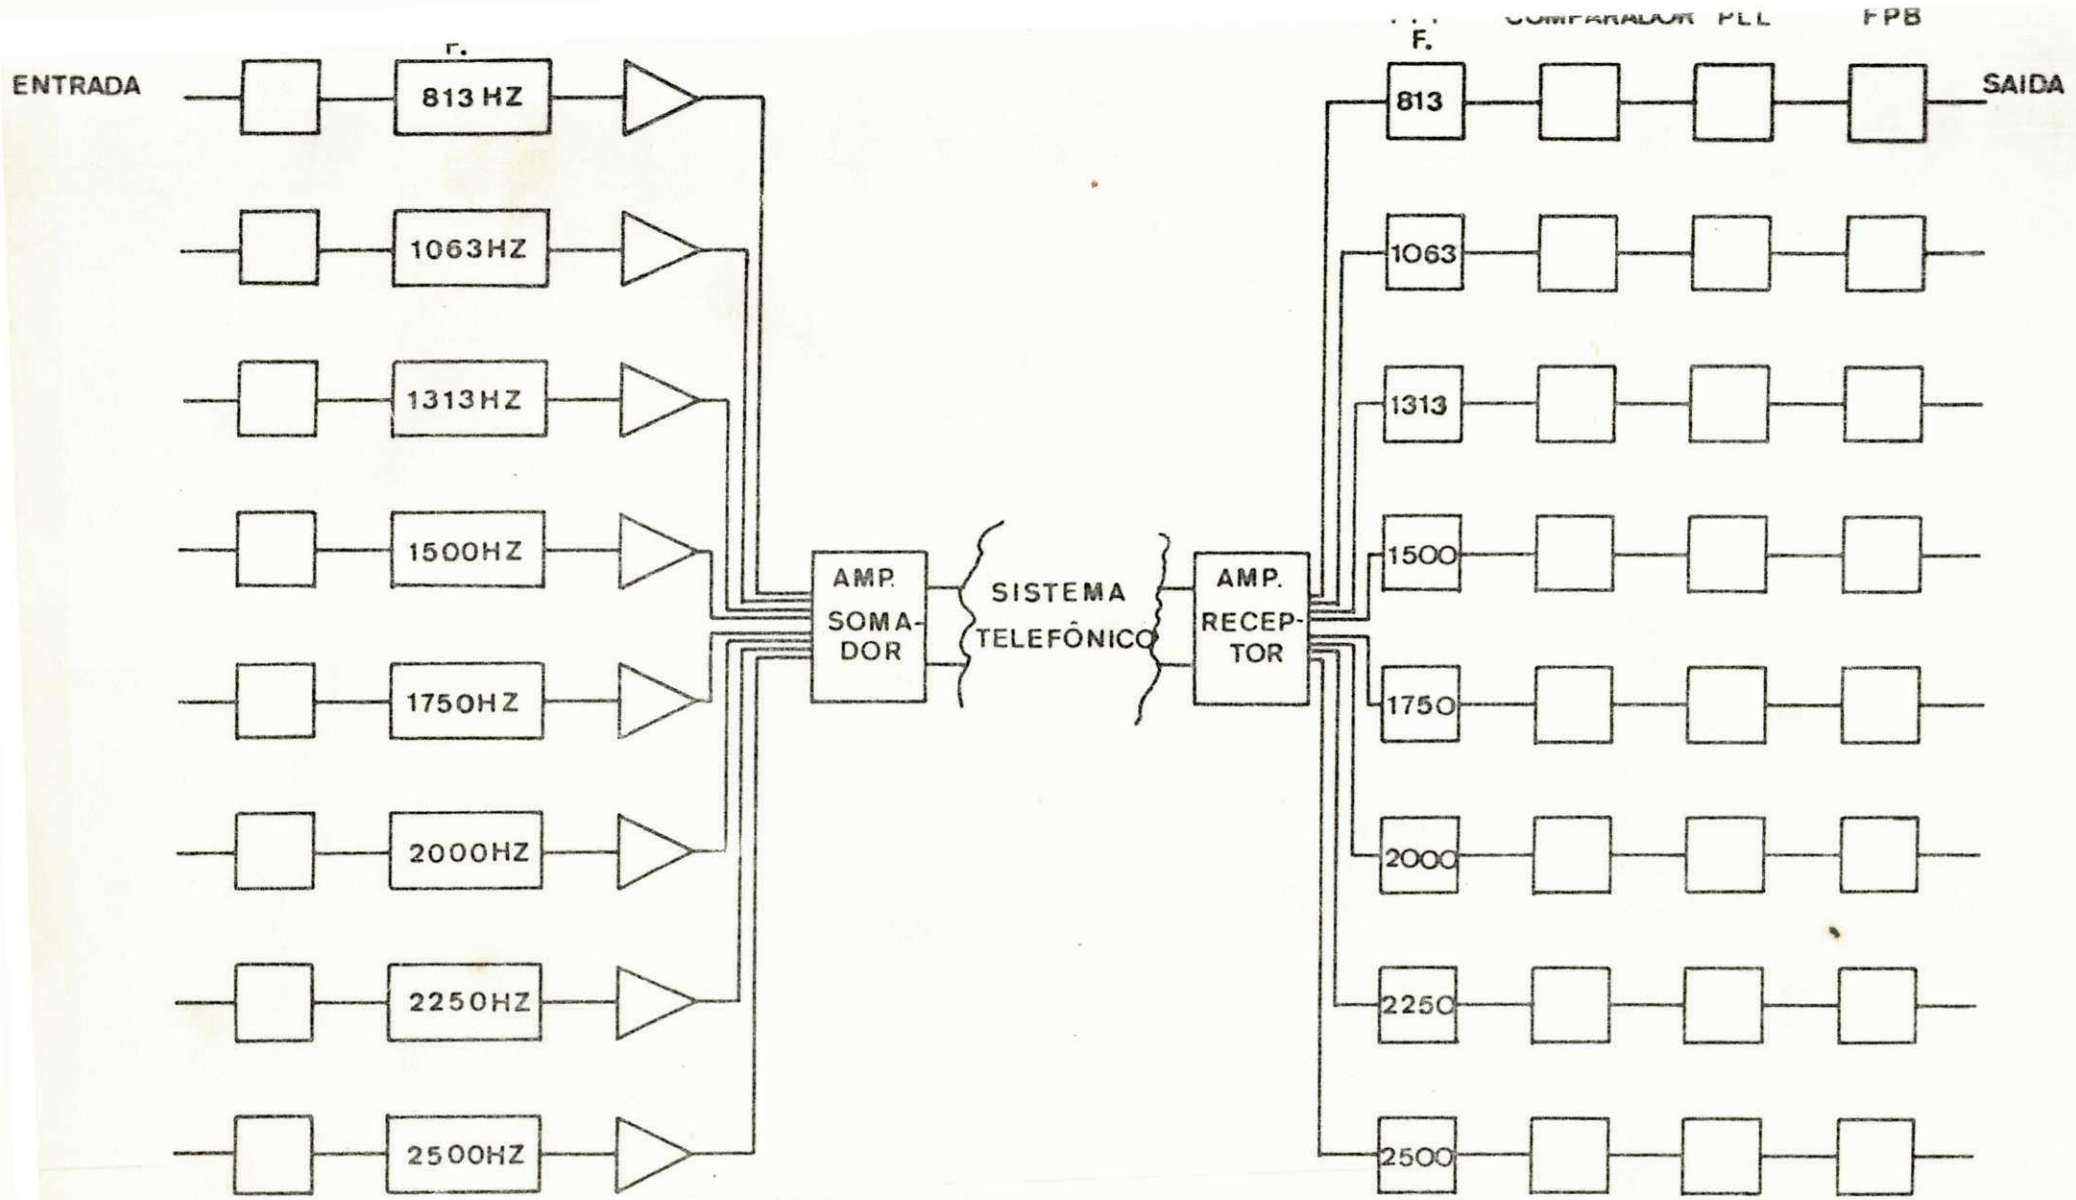 COMPARADOR PLL FPB
F. F.
ENTRADA 813 HZ 813 SAIDA
1063HZ 1063
1313HZ 1313
1500HZ 1500
AMP. SISTEMA AMP.
SOMA- TELEFÔNICO RECEP-
DOR TOR
1750HZ 1750
2000HZ 2000
2250HZ 2250
2500HZ 2500